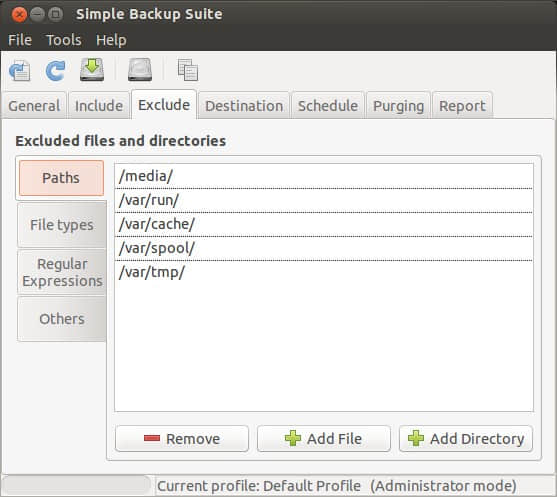 Simple Backup Suite
File Tools Help
General Include Exclude Destination Schedule Purging Report
Excluded files and directories
Paths
File types
Regular
Expressions
Others
/media/
/var/run/
/var/cache/
/var/spool/
/var/tmp/
Remove Add File Add Directory
Current profile: Default Profile (Administrator mode)